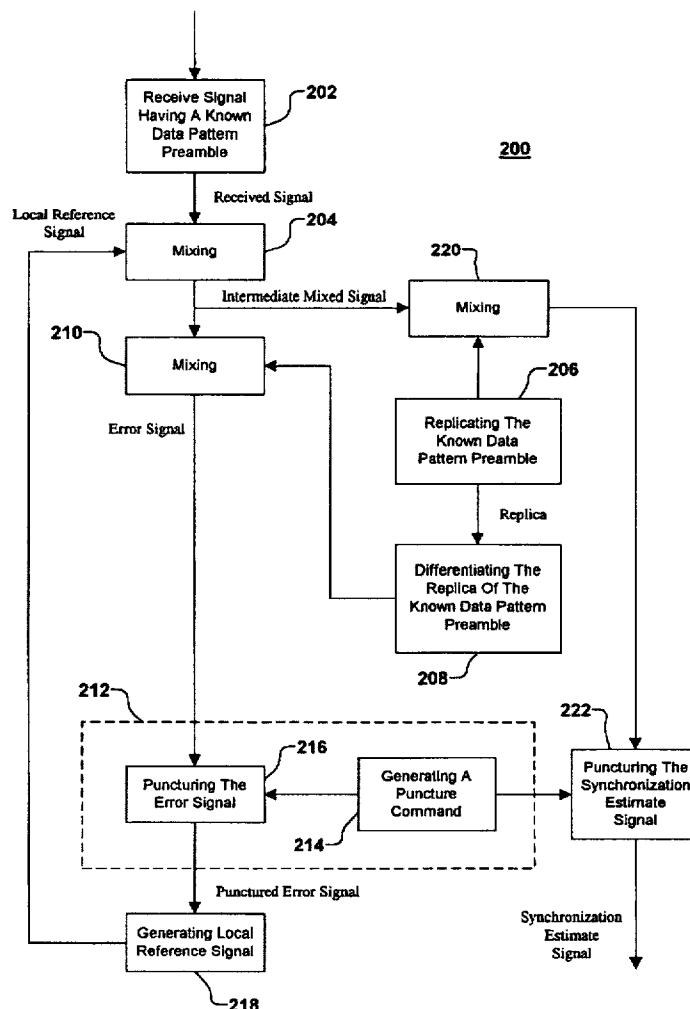 Receive Signal
Having A Known
Data Pattern
Preamble
202
200
Received Signal
Local Reference
Signal
204
Mixing
220
Intermediate Mixed Signal
Mixing
210
Mixing
206
Error Signal
Replicating The
Known Data
Pattern Preamble
Replica
Differentiating The
Replica Of The
Known Data Pattern
Preamble
208
212
216
222
Puncturing The
Error Signal
Generating A
Puncture
Command
214
Puncturing The
Synchronization
Estimate
Signal
Punctured Error Signal
Generating Local
Reference Signal
218
Synchronization
Estimate
Signal